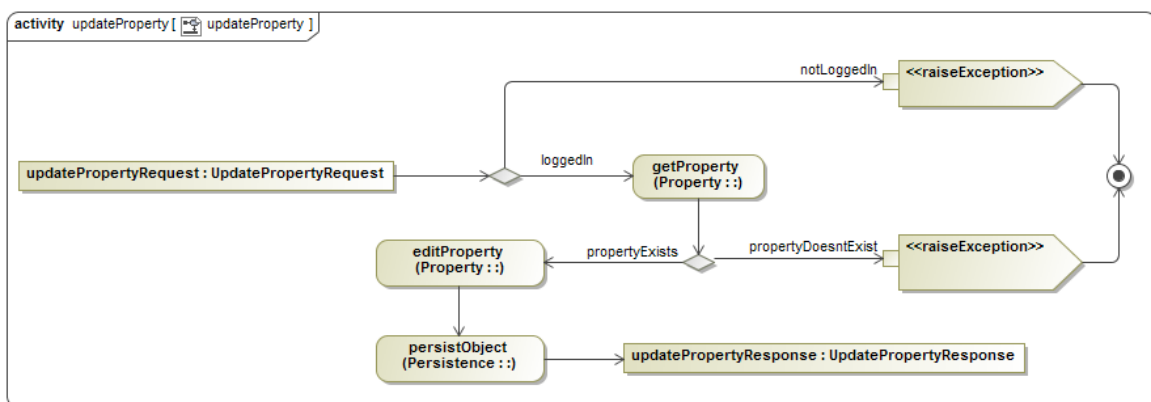 activity updateProperty [ updateProperty ]
notLoggedIn
<<raiseException>>
updatePropertyRequest : UpdatePropertyRequest
loggedIn
getProperty
(Property : :)
editProperty
(Property : :)
propertyExists
propertyDoesntExist
<<raiseException>>
persistObject
(Persistence : :)
updatePropertyResponse : UpdatePropertyResponse